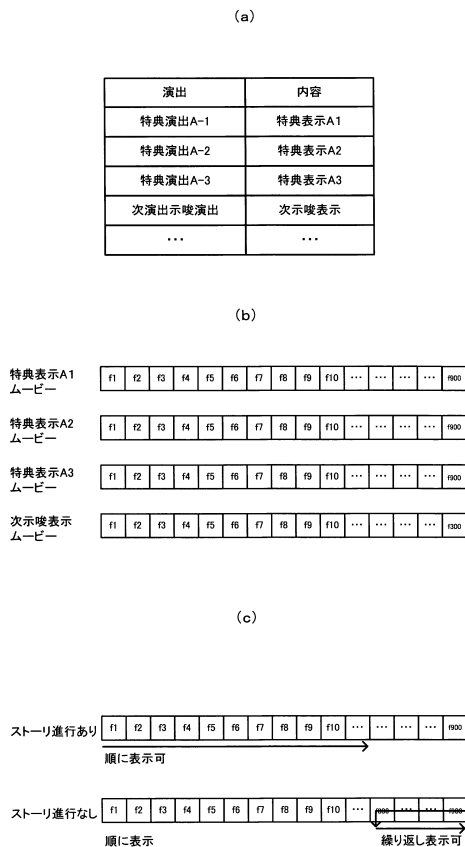 (a)
演出 内容
特典演出A-1 特典表示A1
特典演出A-2 特典表示A2
特典演出A-3 特典表示A3
次演出示唆演出 次示唆表示
... ...
(b)
特典表示A1
ムービー f1 f2 f3 f4 f5 f6 f7 f8 f9 f10 ... ... ... ... f900
特典表示A2
ムービー f1 f2 f3 f4 f5 f6 f7 f8 f9 f10 ... ... ... ... f900
特典表示A3
ムービー f1 f2 f3 f4 f5 f6 f7 f8 f9 f10 ... ... ... ... f900
次示唆表示
ムービー f1 f2 f3 f4 f5 f6 f7 f8 f9 f10 ... ... ... ... f300
(c)
ストーリ進行あり f1 f2 f3 f4 f5 f6 f7 f8 f9 f10 ... ... ... ... f900
順に表示可
ストーリ進行なし f1 f2 f3 f4 f5 f6 f7 f8 f9 f10 ... ... ...
順に表示 繰り返し表示可